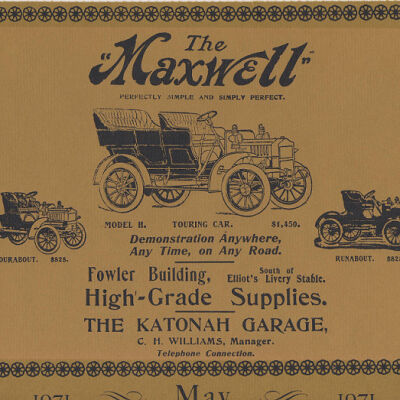 The
"Maxwell"
PERFECTLY SIMPLE AND SIMPLY PERFECT.
MODEL H. TOURING CAR. $1,450.
Demonstration Anywhere,
Any Time, on Any Road.
RUNABOUT. $825.
Fowler Building, South of Elliot's Livery Stable.
High-Grade Supplies.
THE KATONAH GARAGE,
C. H. WILLIAMS, Manager.
Telephone Connection.
1971 May 1971